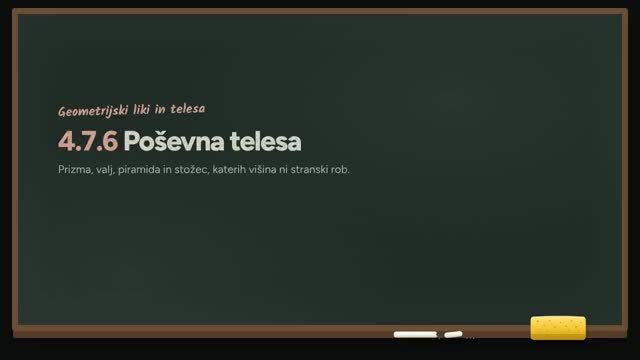 Geometrijski liki in telesa
4.7.6 Poševna telesa
Prizma, valj, piramida in stožec, katerih višina ni stranski rob.